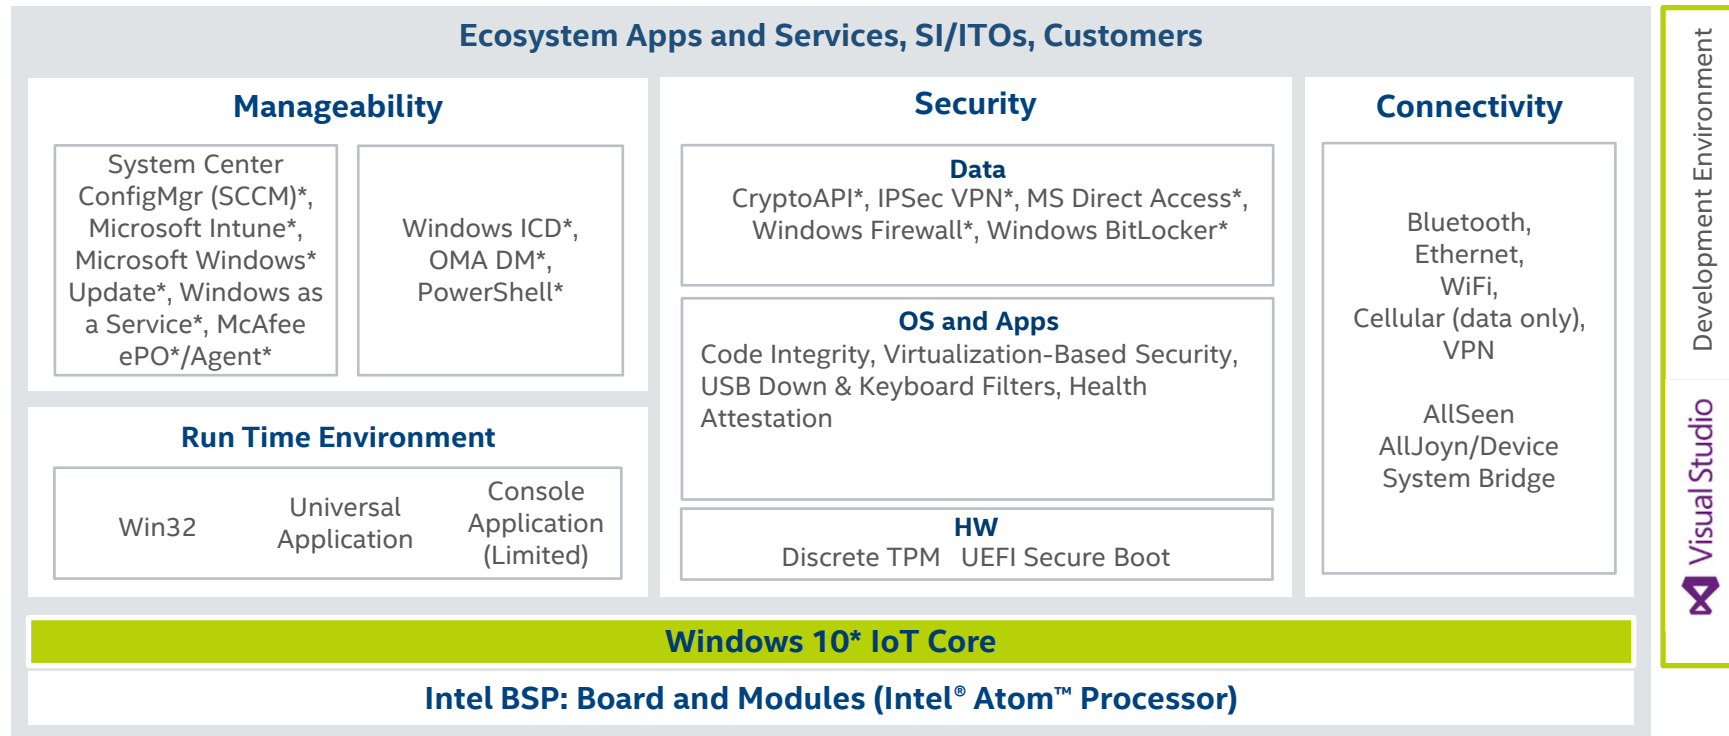 Ecosystem Apps and Services, SI/ITOs, Customers
Manageability
System Center
ConfigMgr (SCCM)*,
Microsoft Intune*,
Microsoft Windows*
Update*, Windows as
a Service*, McAfee
ePO*/Agent*
Windows ICD*,
OMA DM*,
PowerShell*
Run Time Environment
Win32
Universal
Application
Console
Application
(Limited)
Security
Data
CryptoAPI*, IPSec VPN*, MS Direct Access*,
Windows Firewall*, Windows BitLocker*
OS and Apps
Code Integrity, Virtualization-Based Security,
USB Down & Keyboard Filters, Health
Attestation
HW
Discrete TPM UEFI Secure Boot
Connectivity
Bluetooth,
Ethernet,
WiFi,
Cellular (data only),
VPN
AllSeen
AllJoyn/Device
System Bridge
Windows 10* IoT Core
Intel BSP: Board and Modules (Intel® Atom™ Processor)
Development Environment
Visual Studio